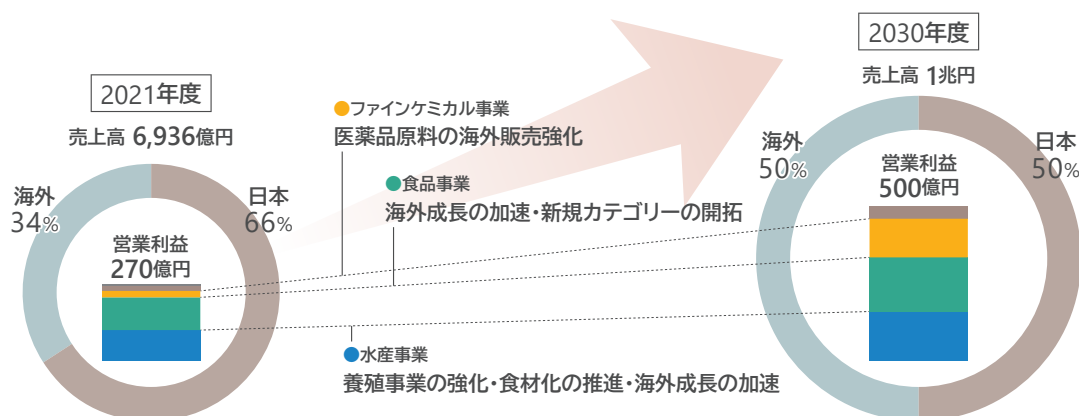 2021年度
売上高 6,936億円
海外
34%
日本
66%
営業利益
270億円
●ファインケミカル事業
医薬品原料の海外販売強化
●食品事業
海外成長の加速・新規カテゴリーの開拓
●水産事業
養殖事業の強化・食材化の推進・海外成長の加速
2030年度
売上高 1兆円
海外
50%
日本
50%
営業利益
500億円